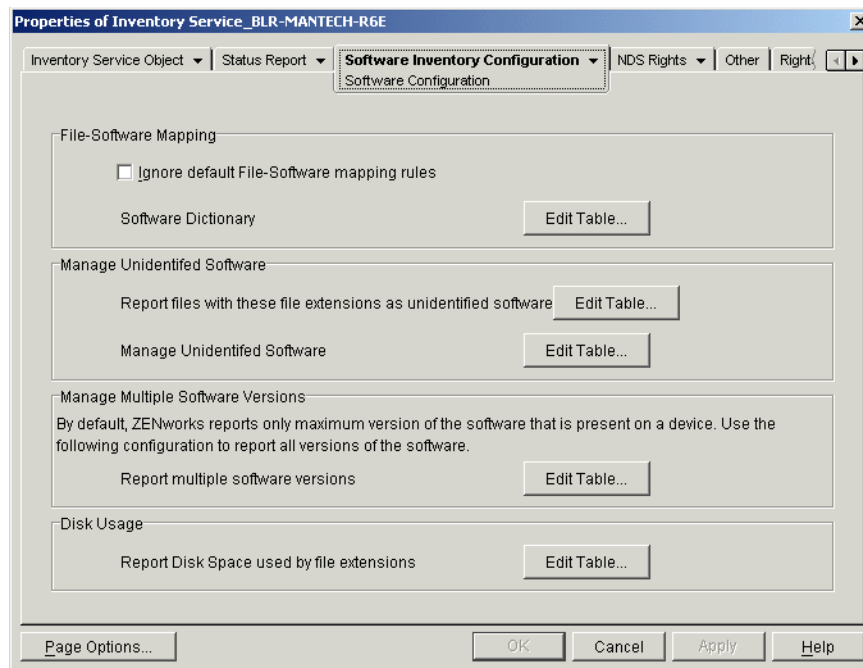 Properties of Inventory Service_BLR-MANTECH-R6E
Inventory Service Object
Status Report
Software Inventory Configuration
NDS Rights
Other
Right
Software Configuration
File-Software Mapping
Ignore default File-Software mapping rules
Software Dictionary
Edit Table...
Manage Unidentifed Software
Report files with these file extensions as unidentified software
Edit Table...
Manage Unidentifed Software
Edit Table...
Manage Multiple Software Versions
By default, ZENworks reports only maximum version of the software that is present on a device. Use the
following configuration to report all versions of the software.
Report multiple software versions
Edit Table...
Disk Usage
Report Disk Space used by file extensions
Edit Table...
Page Options...
OK
Cancel
Apply
Help